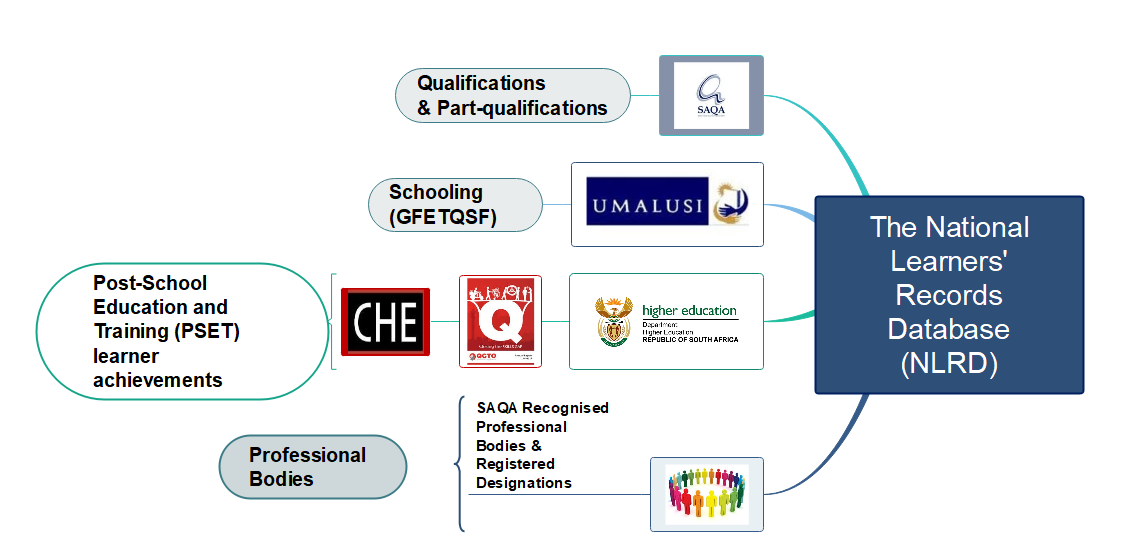 Qualifications
& Part-qualifications
SAQA
Schooling
(GFETQSF)
UMALUSI
The National
Learners'
Records
Database
(NLRD)
Post-School
Education and
Training (PSET)
learner
achievements
CHE
Q
QCTO
higher education
Department:
Higher Education
REPUBLIC OF SOUTH AFRICA
SAQA Recognised
Professional
Bodies &
Registered
Designations
Professional
Bodies